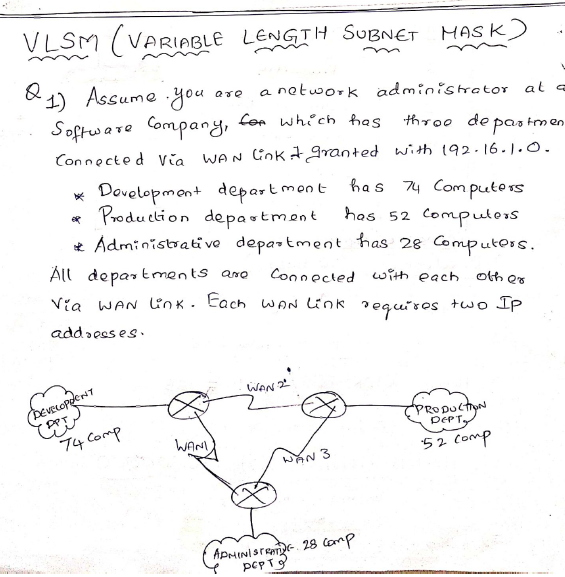 VLSM (VARIABLE LENGTH SUBNET MASK)
Q 1) Assume you are a network administrator at a
Software Company, which has three departmen
Connected via WAN link & granted with 192.16.1.0.
* Development department has 74 Computers
* Production department has 52 Computers
* Administrative department has 28 Computers.
All departments are Connected with each other
via WAN link. Each WAN link requires two IP
addresses.
WAN 2
DEVELOPMENT
DPT
74 Comp
PRODUCTION
DEPT
52 Comp
WAN1
WAN 3
ADMINISTRATIVE
DEPT
28 Comp